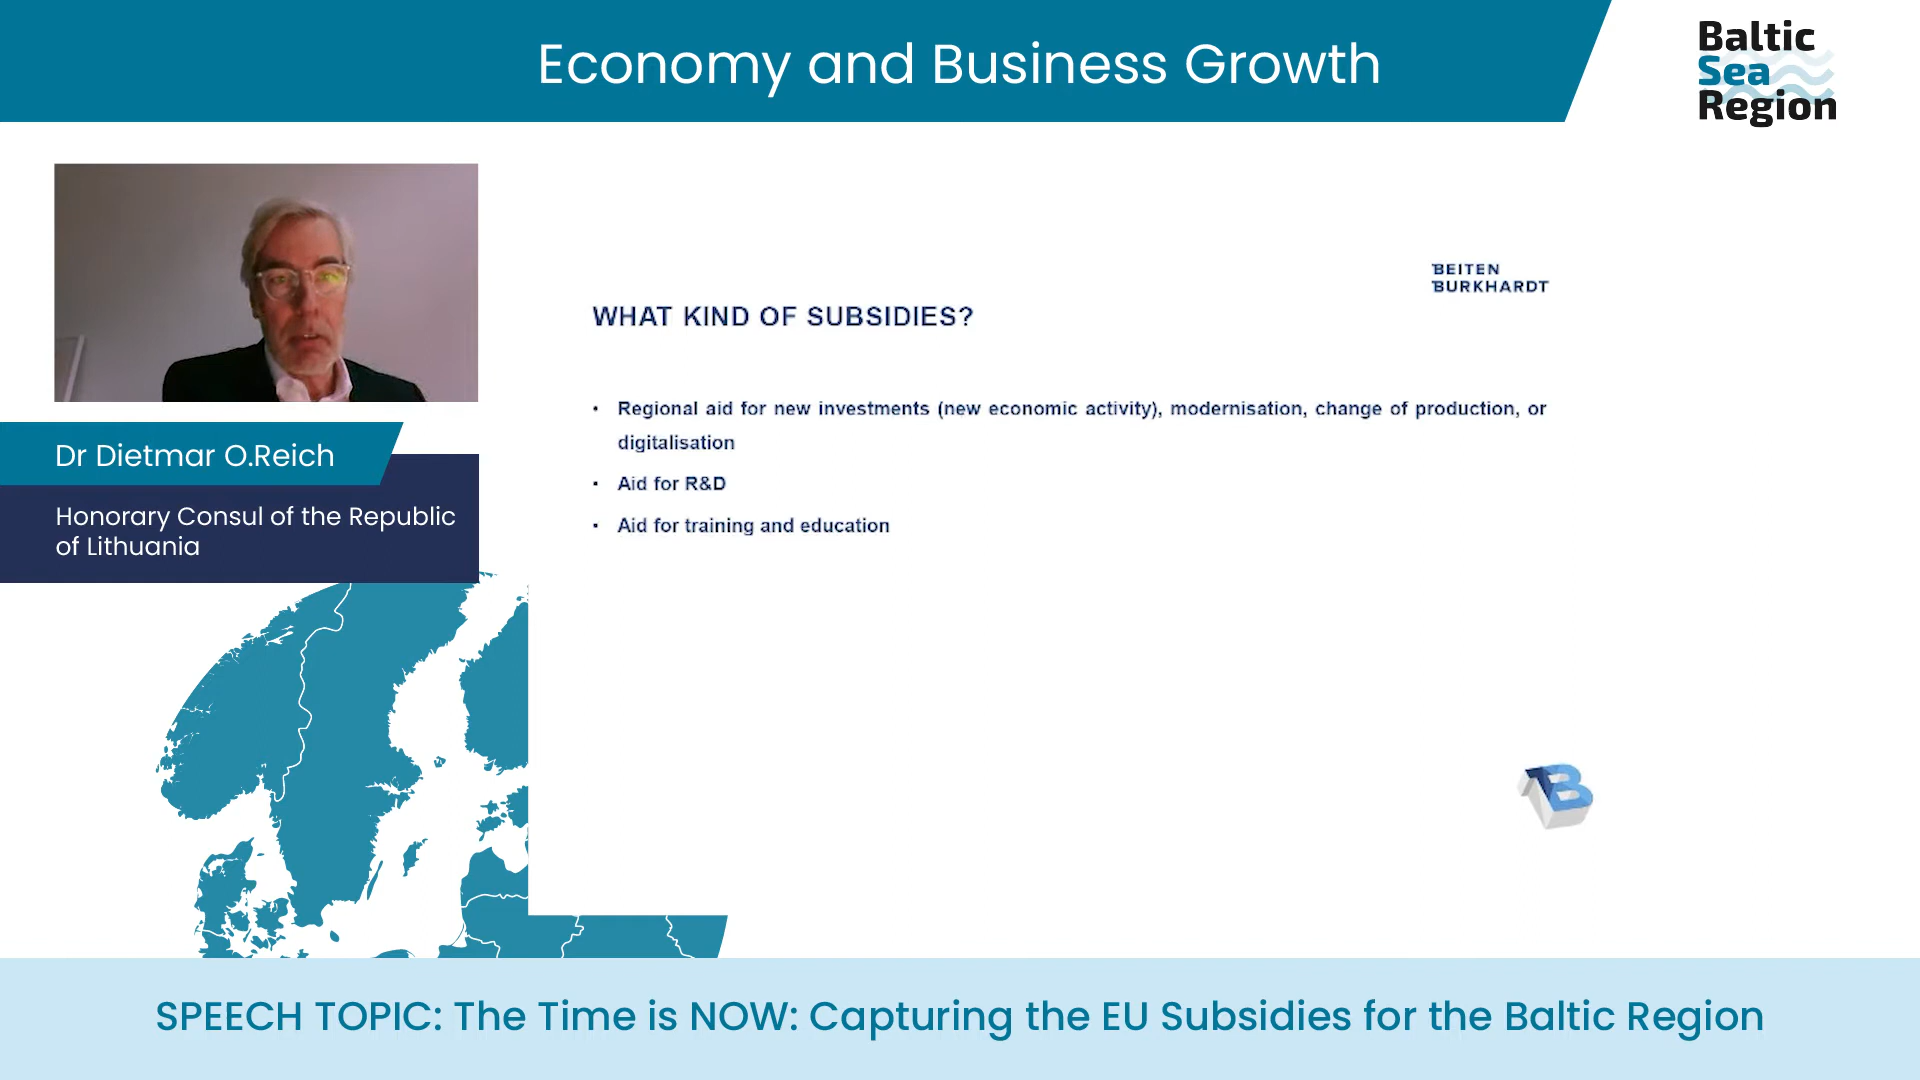 Economy and Business Growth
Baltic
Sea
Region
BEITEN
BURKHARDT
WHAT KIND OF SUBSIDIES?
• Regional aid for new investments (new economic activity), modernisation, change of production, or
digitalisation
• Aid for R&D
• Aid for training and education
Dr Dietmar O.Reich
Honorary Consul of the Republic
of Lithuania
B
SPEECH TOPIC: The Time is NOW: Capturing the EU Subsidies for the Baltic Region